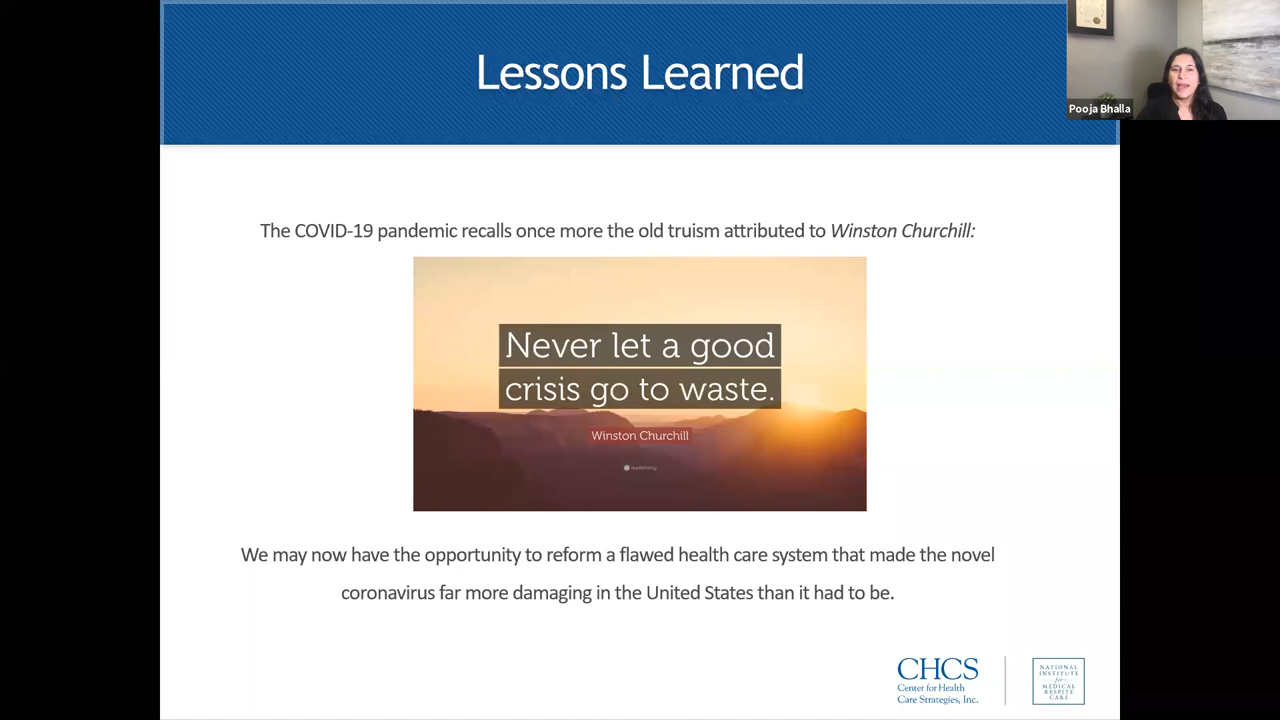 Lessons Learned
Pooja Bhalla
The COVID-19 pandemic recalls once more the old truism attributed to Winston Churchill:
Never let a good
crisis go to waste.
Winston Churchill
We may now have the opportunity to reform a flawed health care system that made the novel
coronavirus far more damaging in the United States than it had to be.
CHCS
Center for Health
Care Strategies, Inc.
NATIONAL
INSTITUTE
for
MEDICAL
RESPITE
CARE